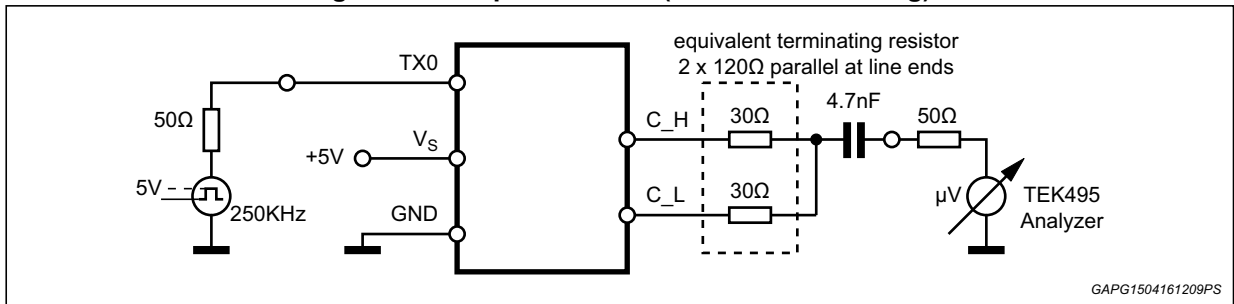 TX0
50Ω
V_S
+5V
5V
250KHz
GND
equivalent terminating resistor
2 x 120Ω parallel at line ends
C_H
30Ω
4.7nF
50Ω
C_L
30Ω
µV
TEK495
Analyzer
GAPG1504161209PS